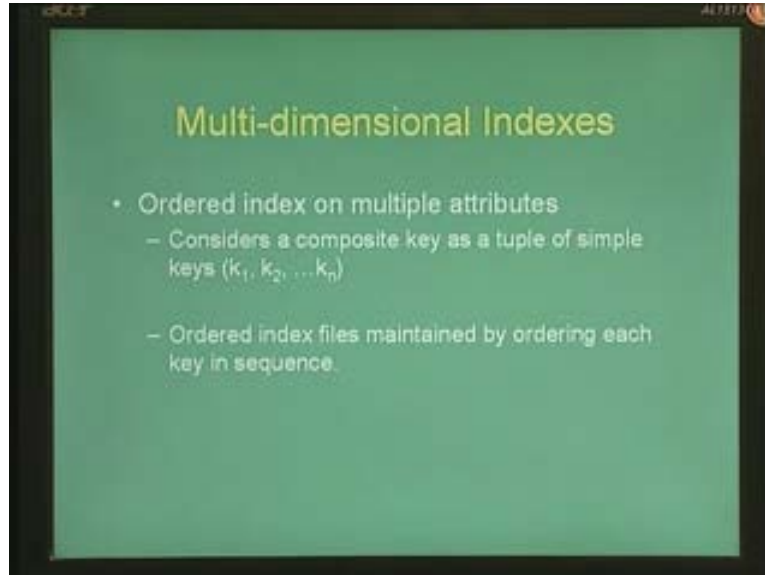 acer
Multi-dimensional Indexes
• Ordered index on multiple attributes
– Considers a composite key as a tuple of simple
keys (k₁, k₂, …kₙ)
– Ordered index files maintained by ordering each
key in sequence.